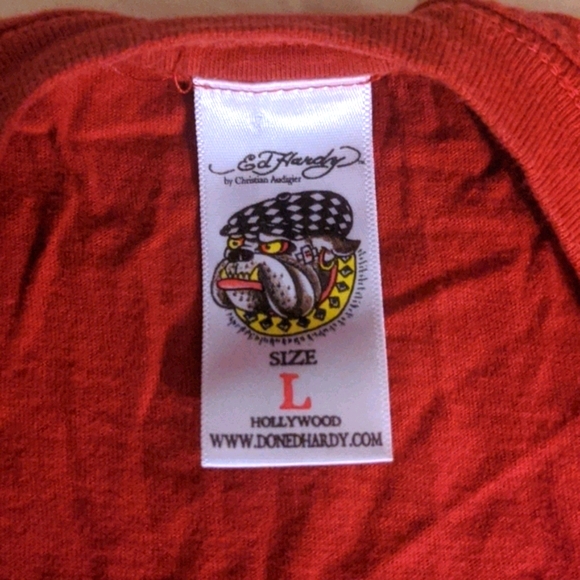 Ed Hardy
by Christian Audigier
SIZE
L
HOLLYWOOD
WWW.DONEDHARDY.COM